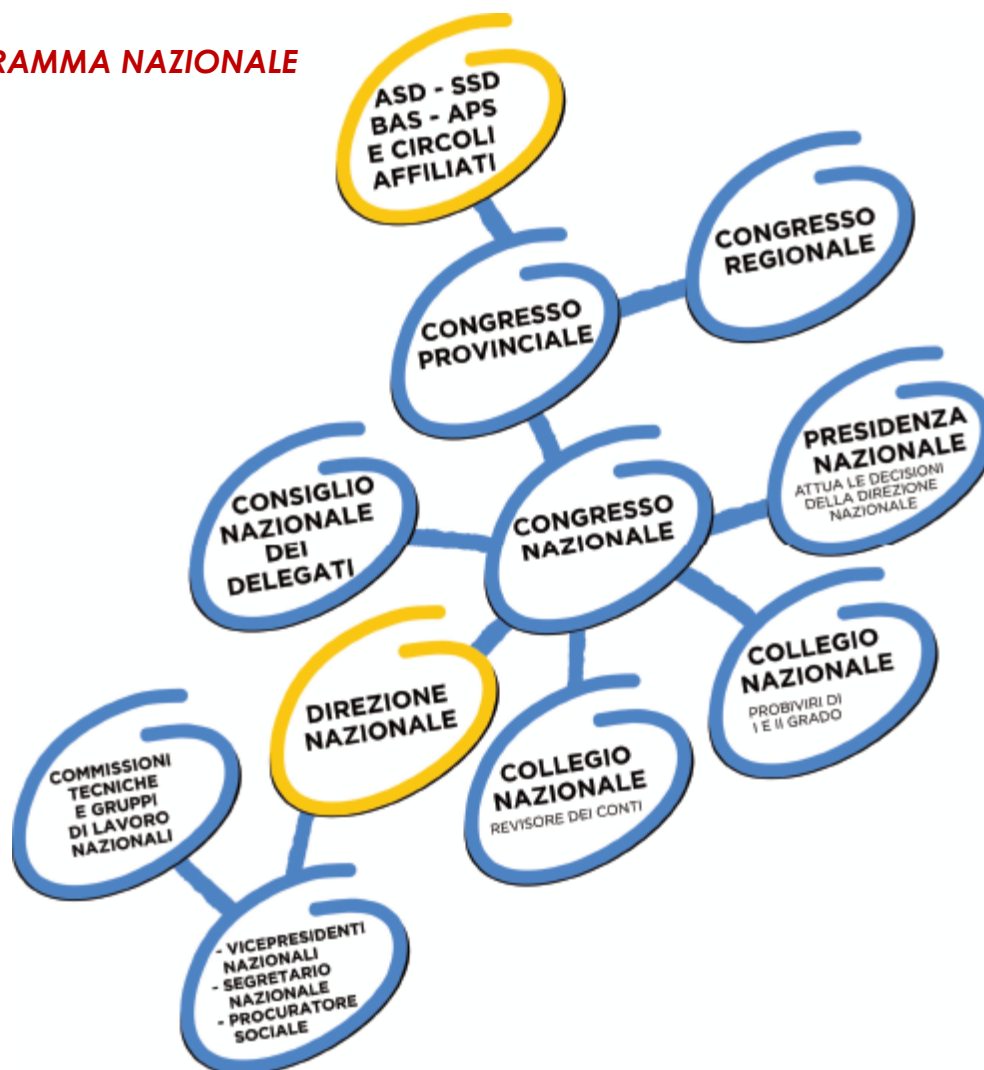 RAMMA NAZIONALE
ASD - SSD
BAS - APS
E CIRCOLI
AFFILIATI
CONGRESSO
REGIONALE
CONGRESSO
PROVINCIALE
PRESIDENZA
NAZIONALE
ATTUA LE DECISIONI
DELLA DIREZIONE
NAZIONALE
CONSIGLIO
NAZIONALE
DEI
DELEGATI
CONGRESSO
NAZIONALE
COLLEGIO
NAZIONALE
PROBIVIRI DI
I E II GRADO
DIREZIONE
NAZIONALE
COLLEGIO
NAZIONALE
REVISORE DEI CONTI
COMMISSIONI
TECNICHE
E GRUPPI
DI LAVORO
NAZIONALI
- VICEPRESIDENTI
NAZIONALI
- SEGRETARIO
NAZIONALE
- PROCURATORE
SOCIALE